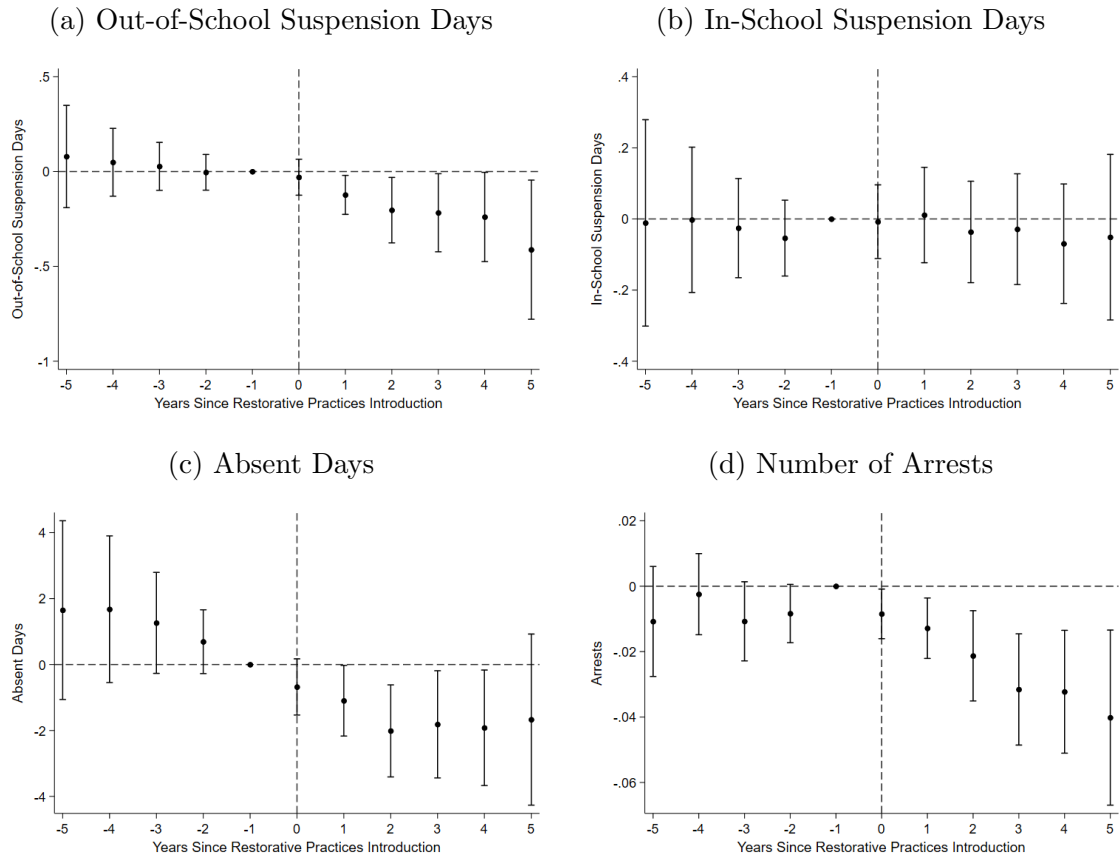 (a) Out-of-School Suspension Days
.5
0
-.5
-1
Out-of-School Suspension Days
-5 -4 -3 -2 -1 0 1 2 3 4 5
Years Since Restorative Practices Introduction
(b) In-School Suspension Days
.4
.2
0
-.2
-.4
In-School Suspension Days
-5 -4 -3 -2 -1 0 1 2 3 4 5
Years Since Restorative Practices Introduction
(c) Absent Days
4
2
0
-2
-4
Absent Days
-5 -4 -3 -2 -1 0 1 2 3 4 5
Years Since Restorative Practices Introduction
(d) Number of Arrests
.02
0
-.02
-.04
-.06
Arrests
-5 -4 -3 -2 -1 0 1 2 3 4 5
Years Since Restorative Practices Introduction